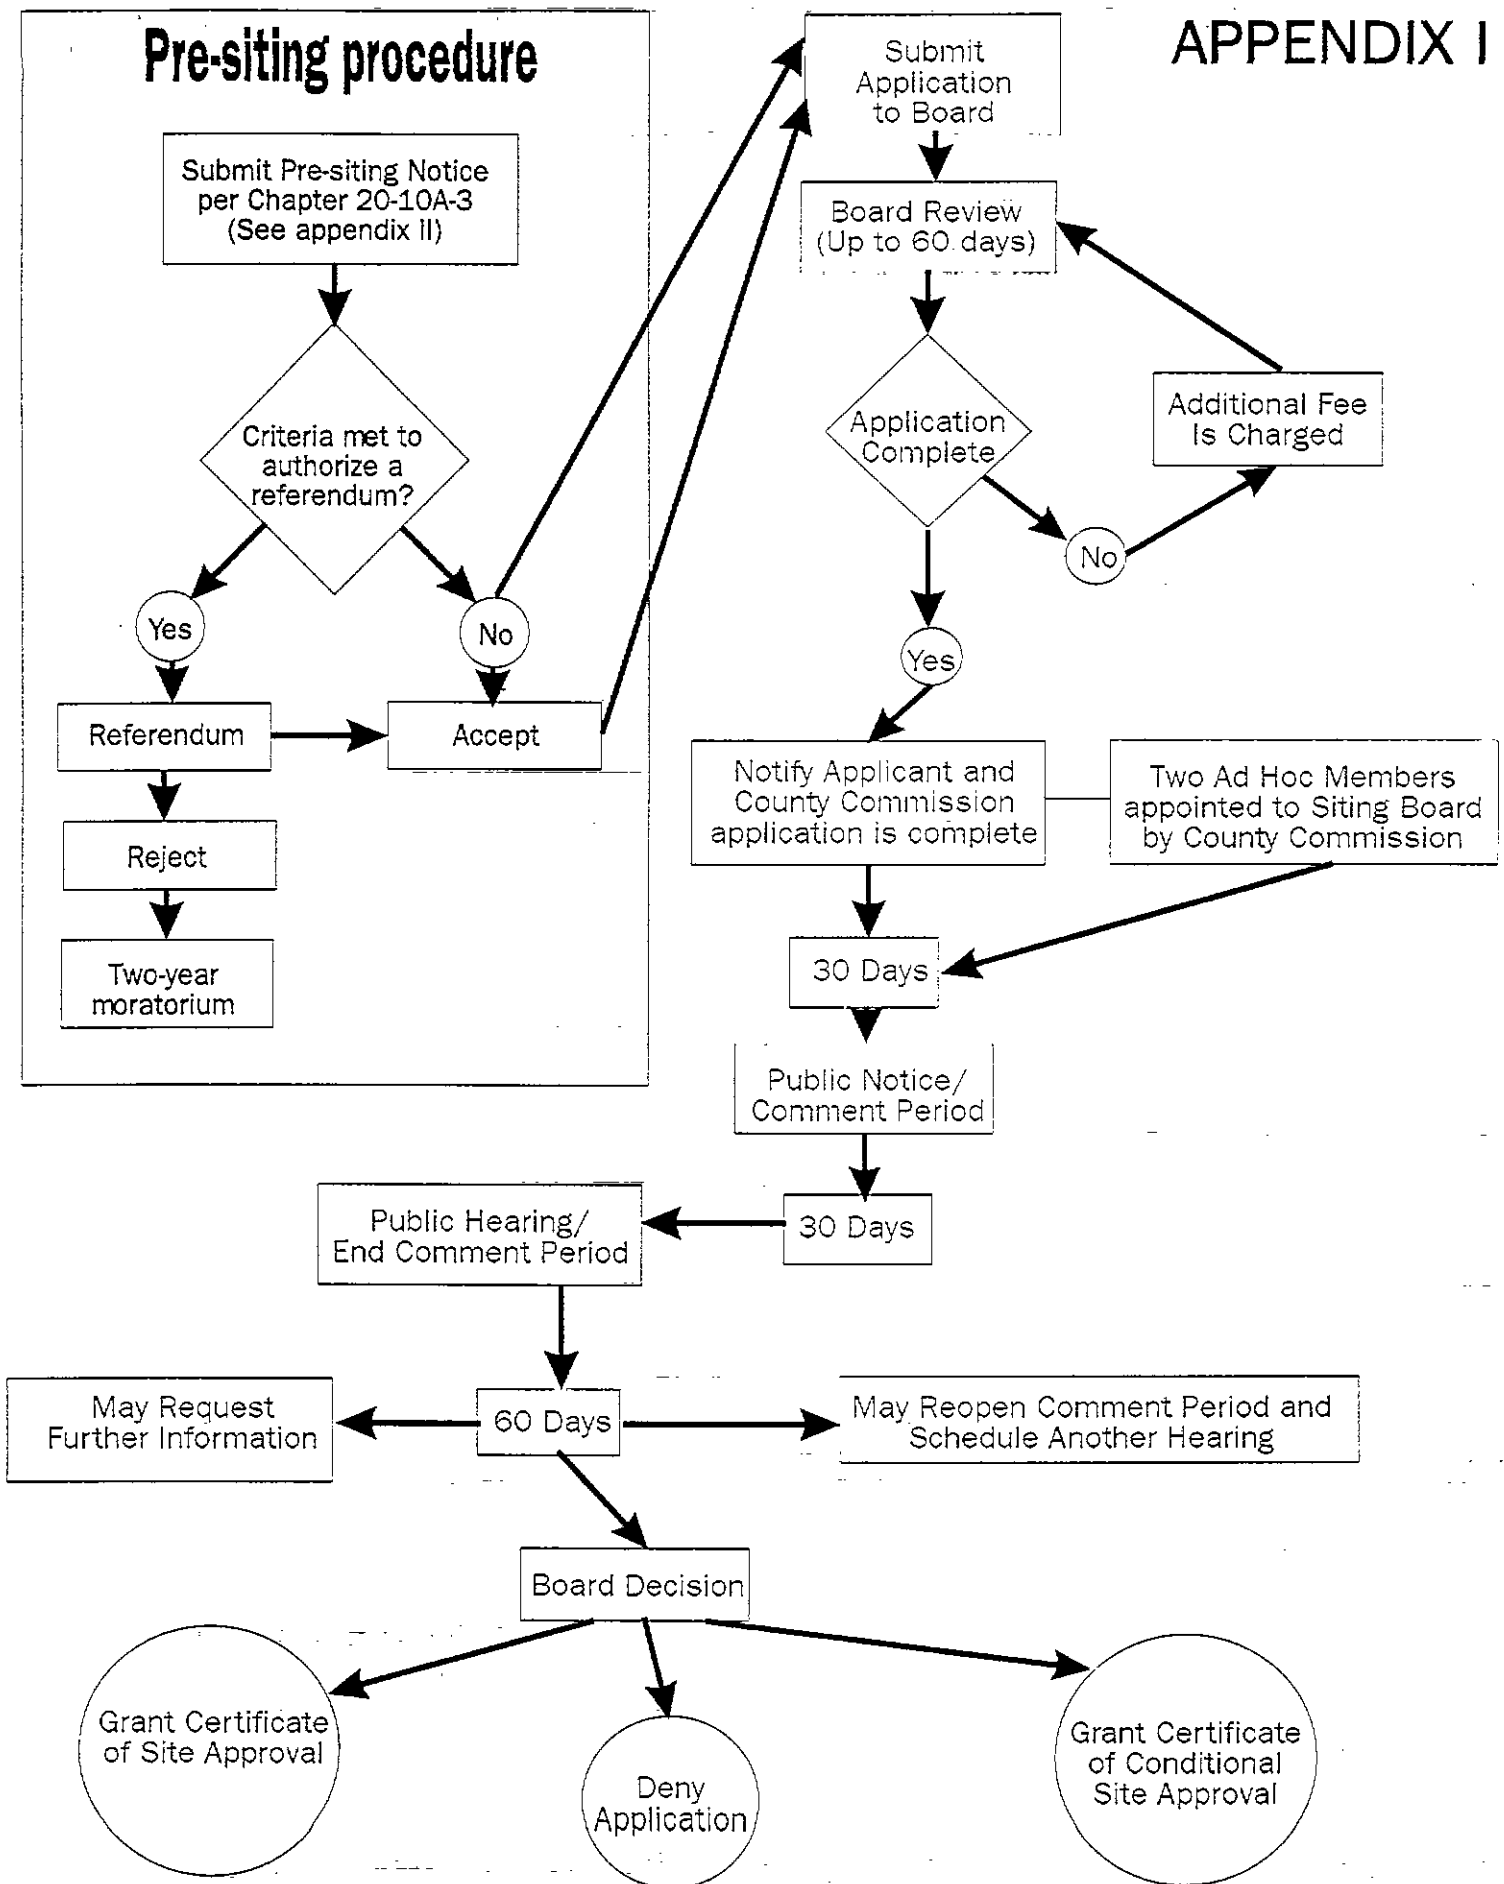 APPENDIX I
Pre-siting procedure
Submit Pre-siting Notice
per Chapter 20-10A-3
(See appendix II)
Criteria met to
authorize a
referendum?
Yes
No
Referendum
Accept
Reject
Two-year
moratorium
Submit
Application
to Board
Board Review
(Up to 60 days)
Application
Complete
Additional Fee
Is Charged
No
Yes
Notify Applicant and
County Commission
application is complete
Two Ad Hoc Members
appointed to Siting Board
by County Commission
30 Days
Public Notice/
Comment Period
30 Days
Public Hearing/
End Comment Period
60 Days
May Request
Further Information
May Reopen Comment Period and
Schedule Another Hearing
Board Decision
Grant Certificate
of Site Approval
Deny
Application
Grant Certificate
of Conditional
Site Approval